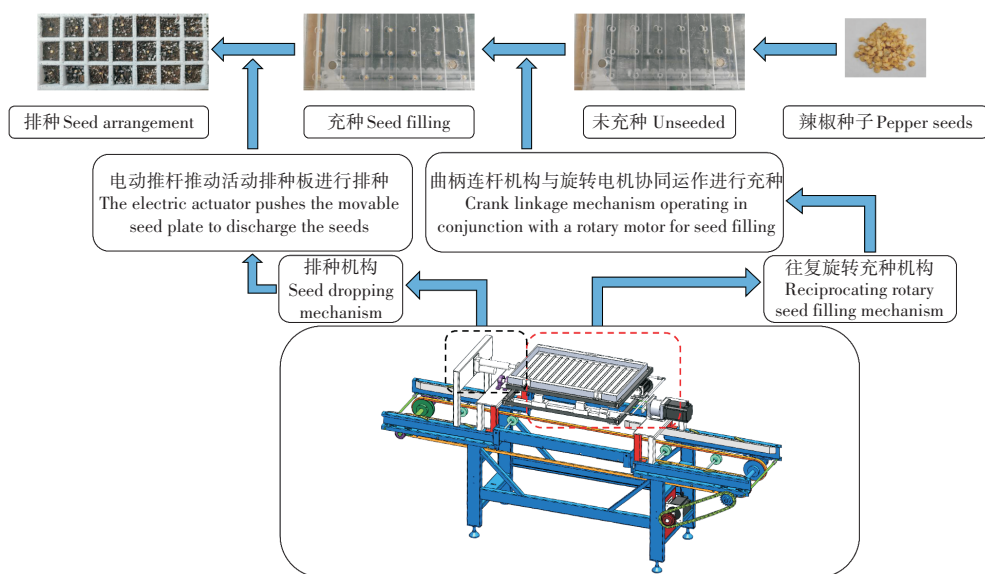 排种 Seed arrangement
充种 Seed filling
未充种 Unseeded
辣椒种子 Pepper seeds
电动推杆推动活动排种板进行排种
The electric actuator pushes the movable
seed plate to discharge the seeds
曲柄连杆机构与旋转电机协同运作进行充种
Crank linkage mechanism operating in
conjunction with a rotary motor for seed filling
排种机构
Seed dropping
mechanism
往复旋转充种机构
Reciprocating rotary
seed filling mechanism